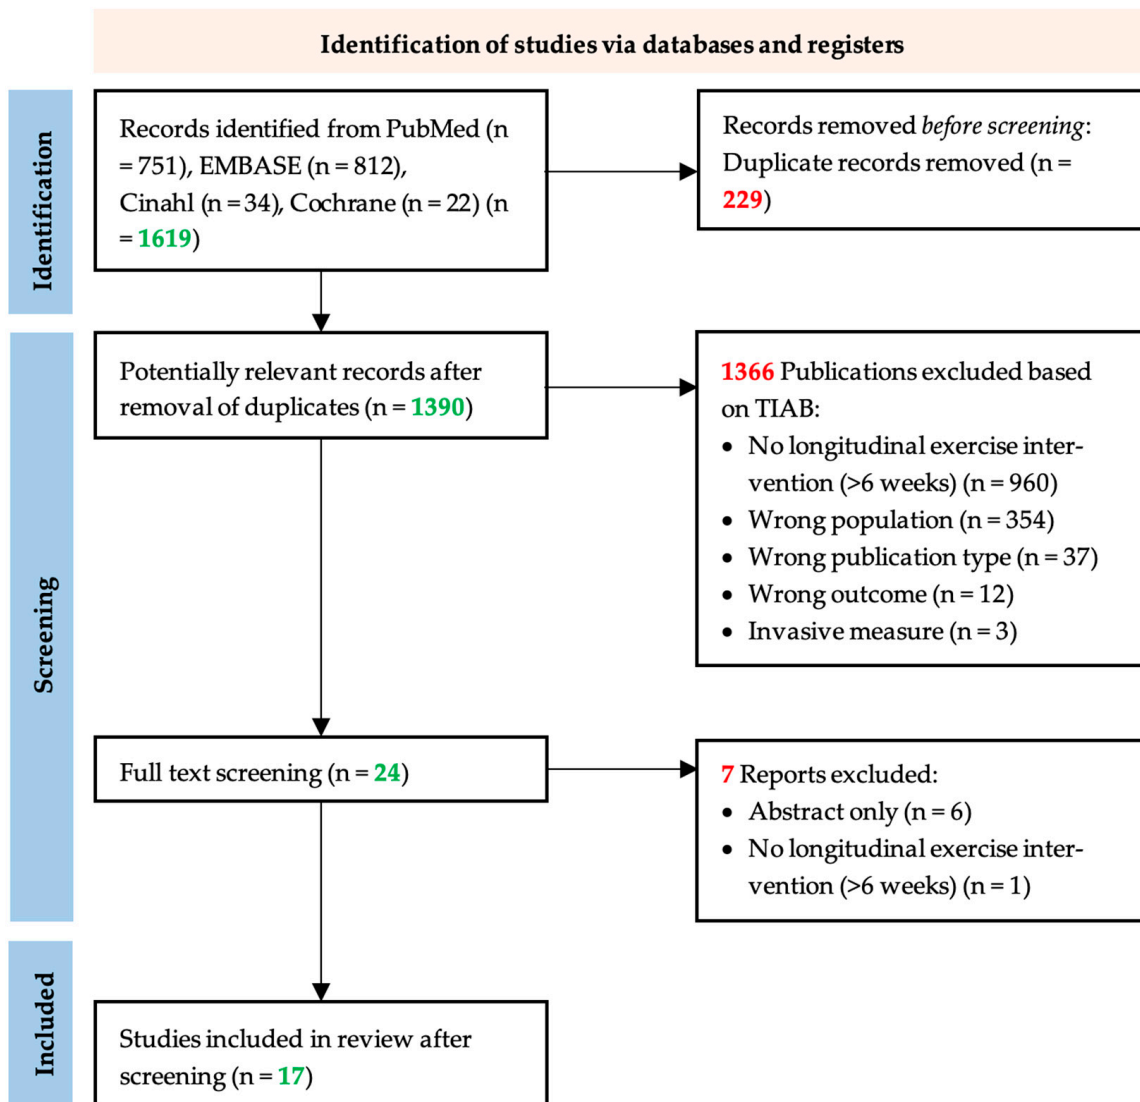 Identification of studies via databases and registers
Identification
Records identified from PubMed (n
= 751), EMBASE (n = 812),
Cinahl (n = 34), Cochrane (n = 22) (n
= 1619)
Records removed before screening:
Duplicate records removed (n =
229)
Screening
Potentially relevant records after
removal of duplicates (n = 1390)
1366 Publications excluded based
on TIAB:
• No longitudinal exercise inter-
vention (>6 weeks) (n = 960)
• Wrong population (n = 354)
• Wrong publication type (n = 37)
• Wrong outcome (n = 12)
• Invasive measure (n = 3)
Full text screening (n = 24)
7 Reports excluded:
• Abstract only (n = 6)
• No longitudinal exercise inter-
vention (>6 weeks) (n = 1)
Included
Studies included in review after
screening (n = 17)